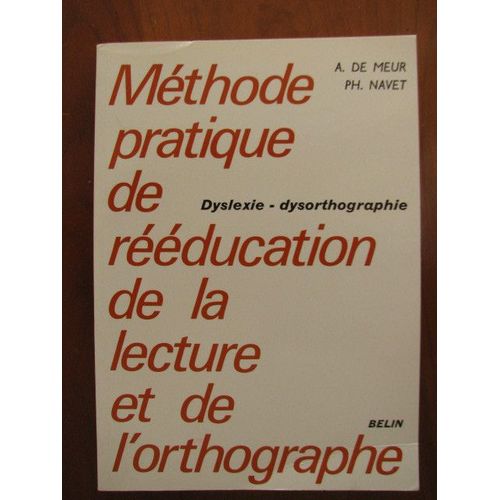 A. DE MEUR
PH. NAVET
Méthode
pratique
de
Dyslexie - dysorthographie
rééducation
de la
lecture
et de
BELIN
l'orthographe